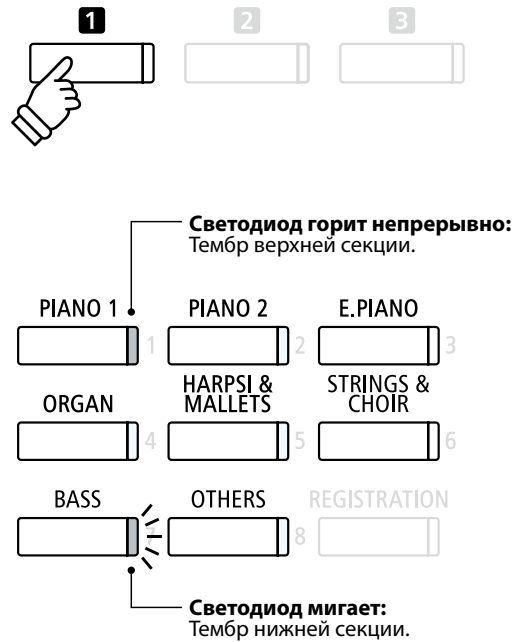 1 2 3
Светодиод горит непрерывно:
Тембр верхней секции.
PIANO 1 PIANO 2 E.PIANO
1 2 3
ORGAN HARPSI & MALLETS STRINGS & CHOIR
4 5 6
BASS OTHERS REGISTRATION
7 8
Светодиод мигает:
Тембр нижней секции.